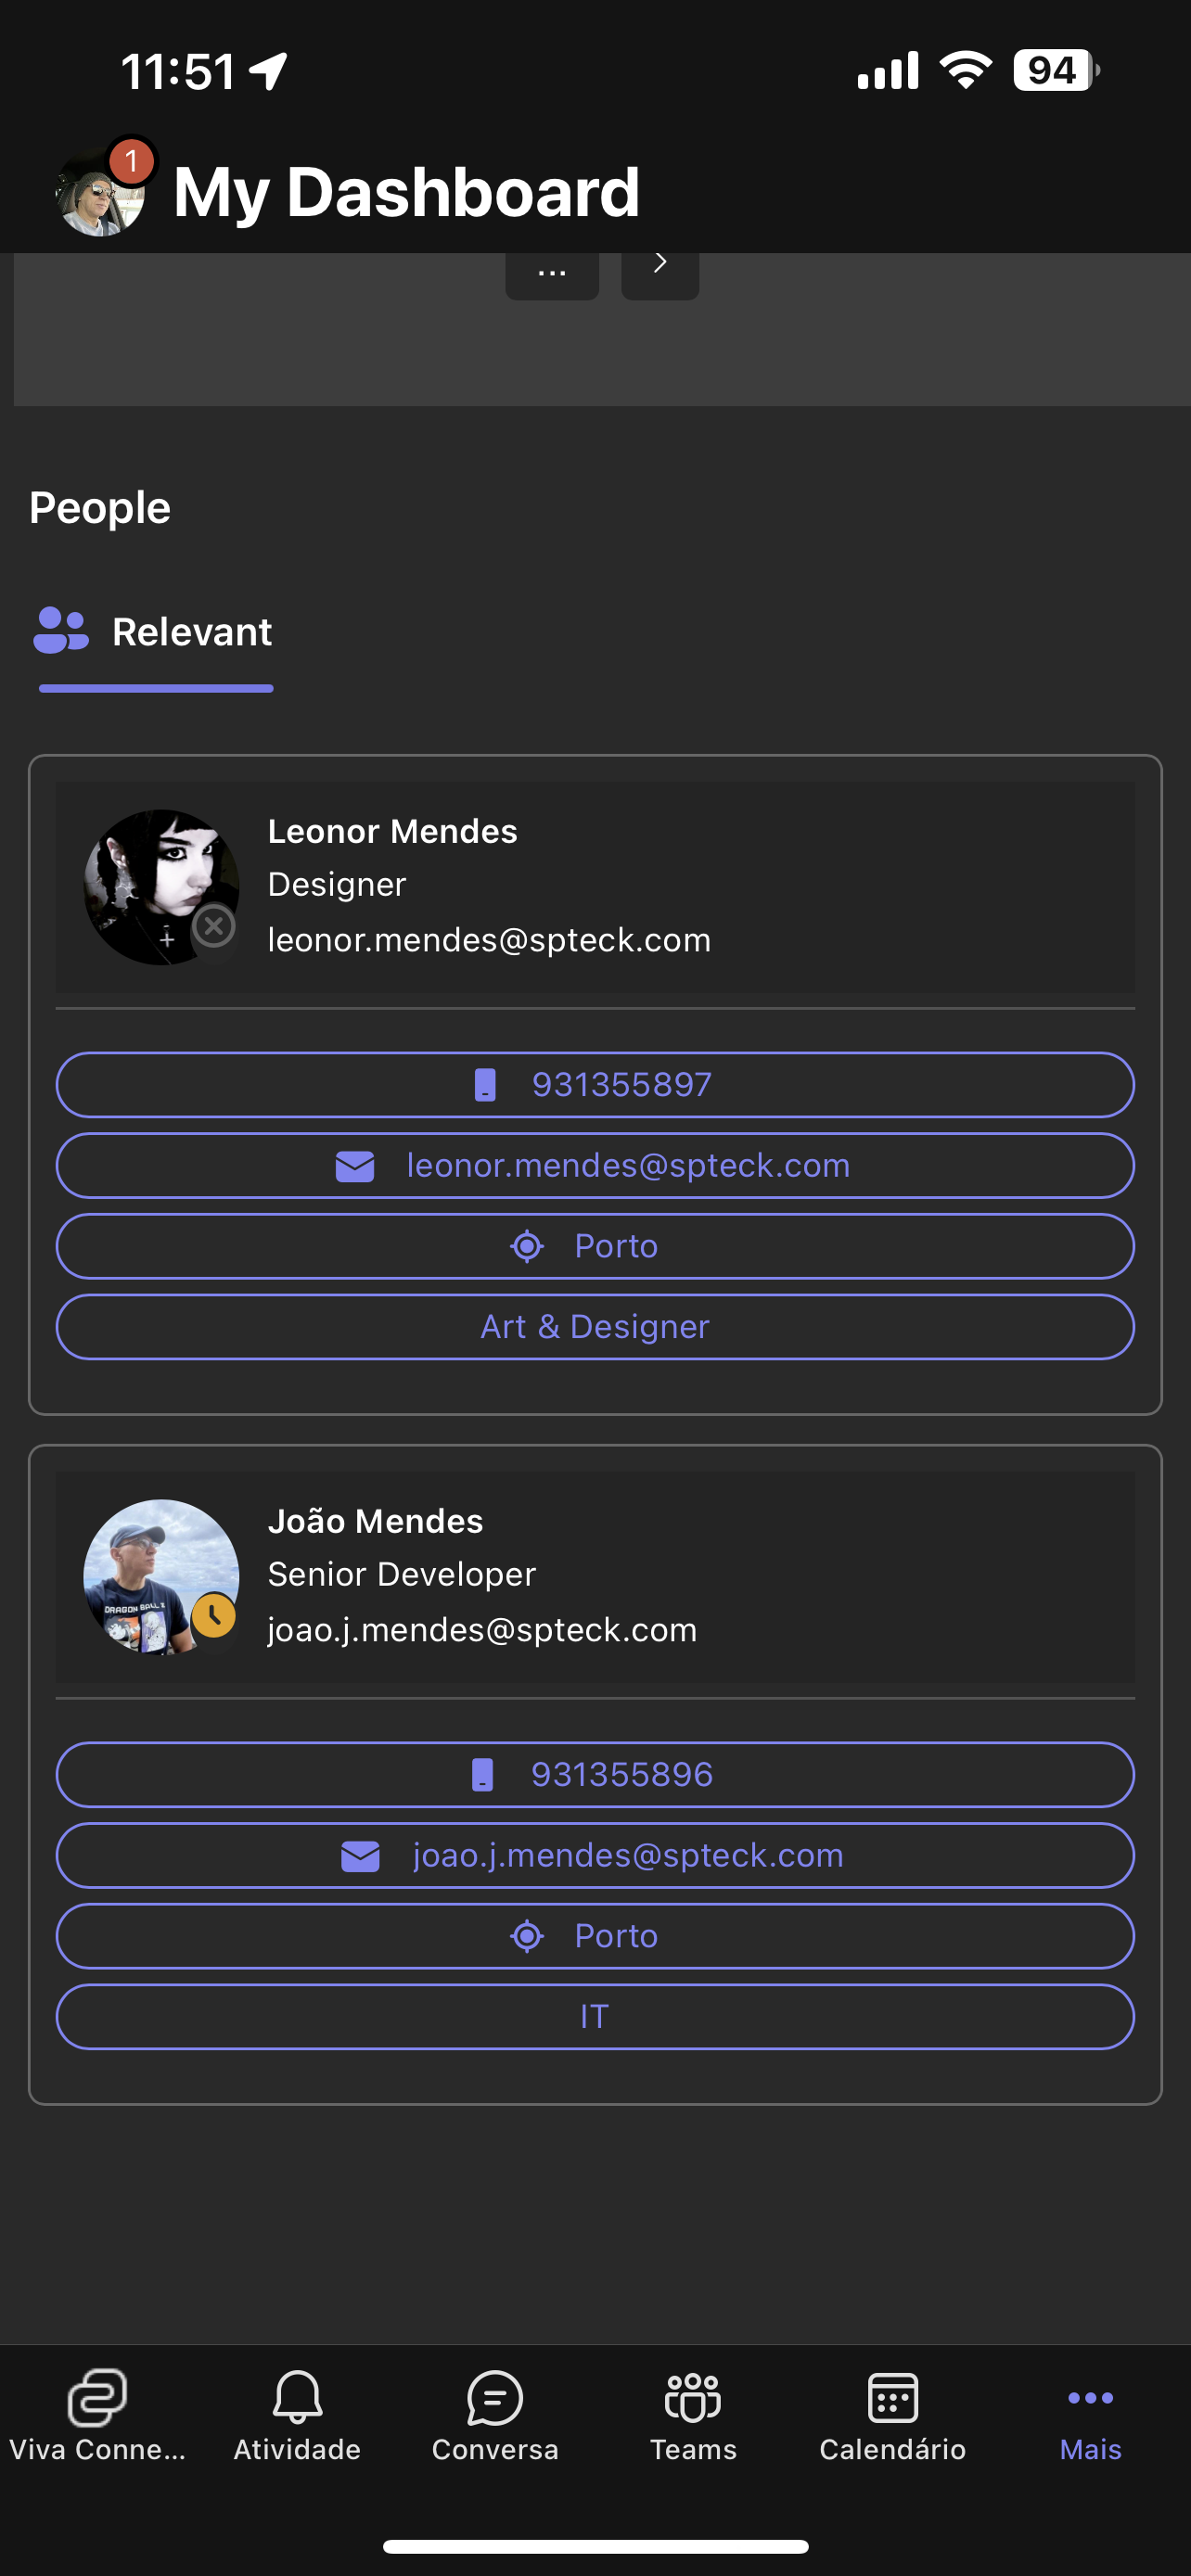 11:51
94
1
My Dashboard
...
People
Relevant
Leonor Mendes
Designer
leonor.mendes@spteck.com
931355897
leonor.mendes@spteck.com
Porto
Art & Designer
João Mendes
Senior Developer
joao.j.mendes@spteck.com
DRAGON BALL Z
931355896
joao.j.mendes@spteck.com
Porto
IT
Viva Conne...
Atividade
Conversa
Teams
Calendário
Mais